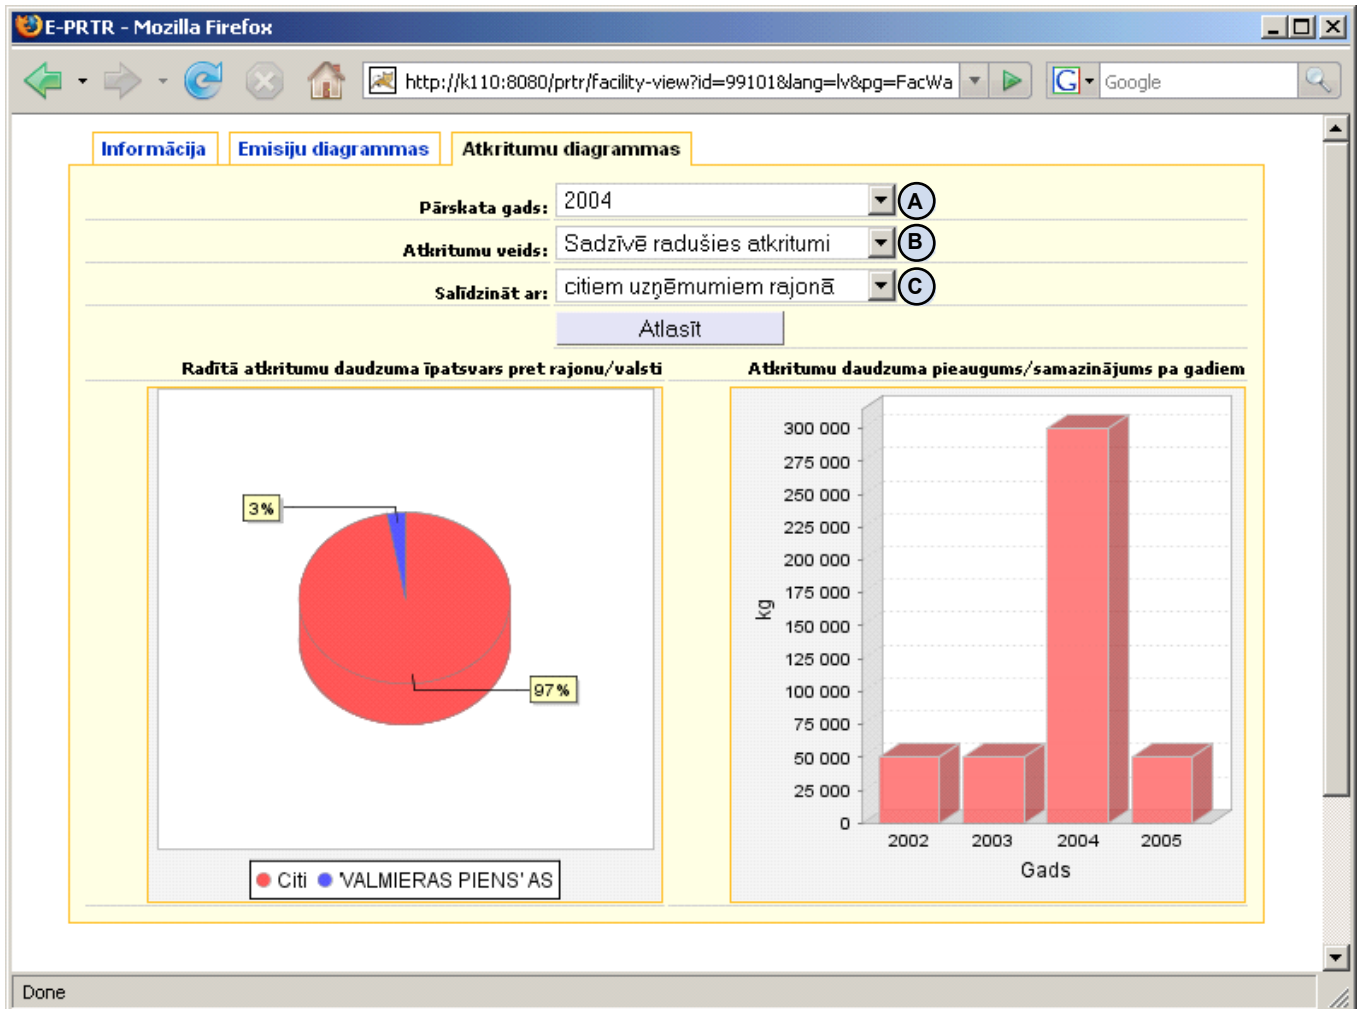 E-PRTR - Mozilla Firefox
http://k110:8080/prtr/facility-view?id=99101&lang=lv&pg=FacWa
G Google
Informācija Emisiju diagrammas Atkritumu diagrammas
Pārskata gads: 2004 A
Atkritumu veids: Sadzīvē radušies atkritumi B
Salīdzināt ar: citiem uzņēmumiem rajonā C
Atlasīt
Radītā atkritumu daudzuma īpatsvars pret rajonu/valsti
3%
97%
Citi 'VALMIERAS PIENS' AS
Atkritumu daudzuma pieaugums/samazinājums pa gadiem
300 000
275 000
250 000
225 000
200 000
175 000
150 000
125 000
100 000
75 000
50 000
25 000
0
kg
2002 2003 2004 2005
Gads
Done